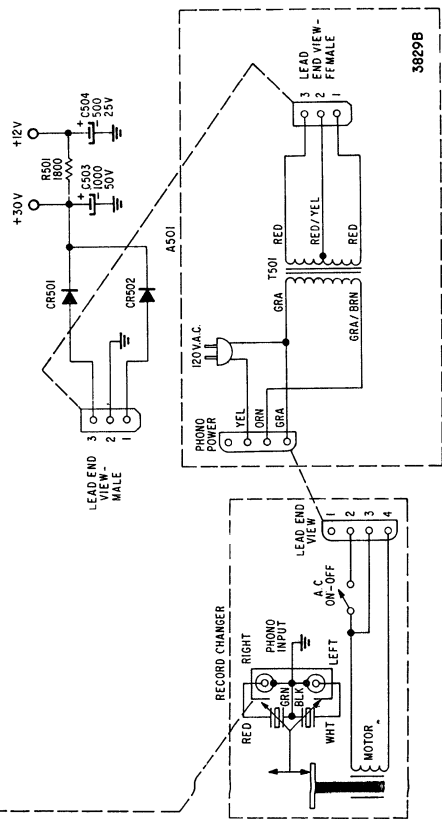 +30V
+12V
R501
1800
+ C503
1000
50V
+ C504
500
25V
CR501
CR502
3
2
1
LEAD END
VIEW-
MALE
A501
120V.A.C.
PHONO
POWER
YEL
ORN
GRA
GRA
GRA/BRN
T501
RED
RED/YEL
RED
LEAD
END VIEW-
FEMALE
3
2
1
3829B
RECORD CHANGER
RIGHT
PHONO
INPUT
LEFT
RED
GRN
BLK
WHT
A.C.
ON-OFF
LEAD END
VIEW
1
2
3
4
MOTOR